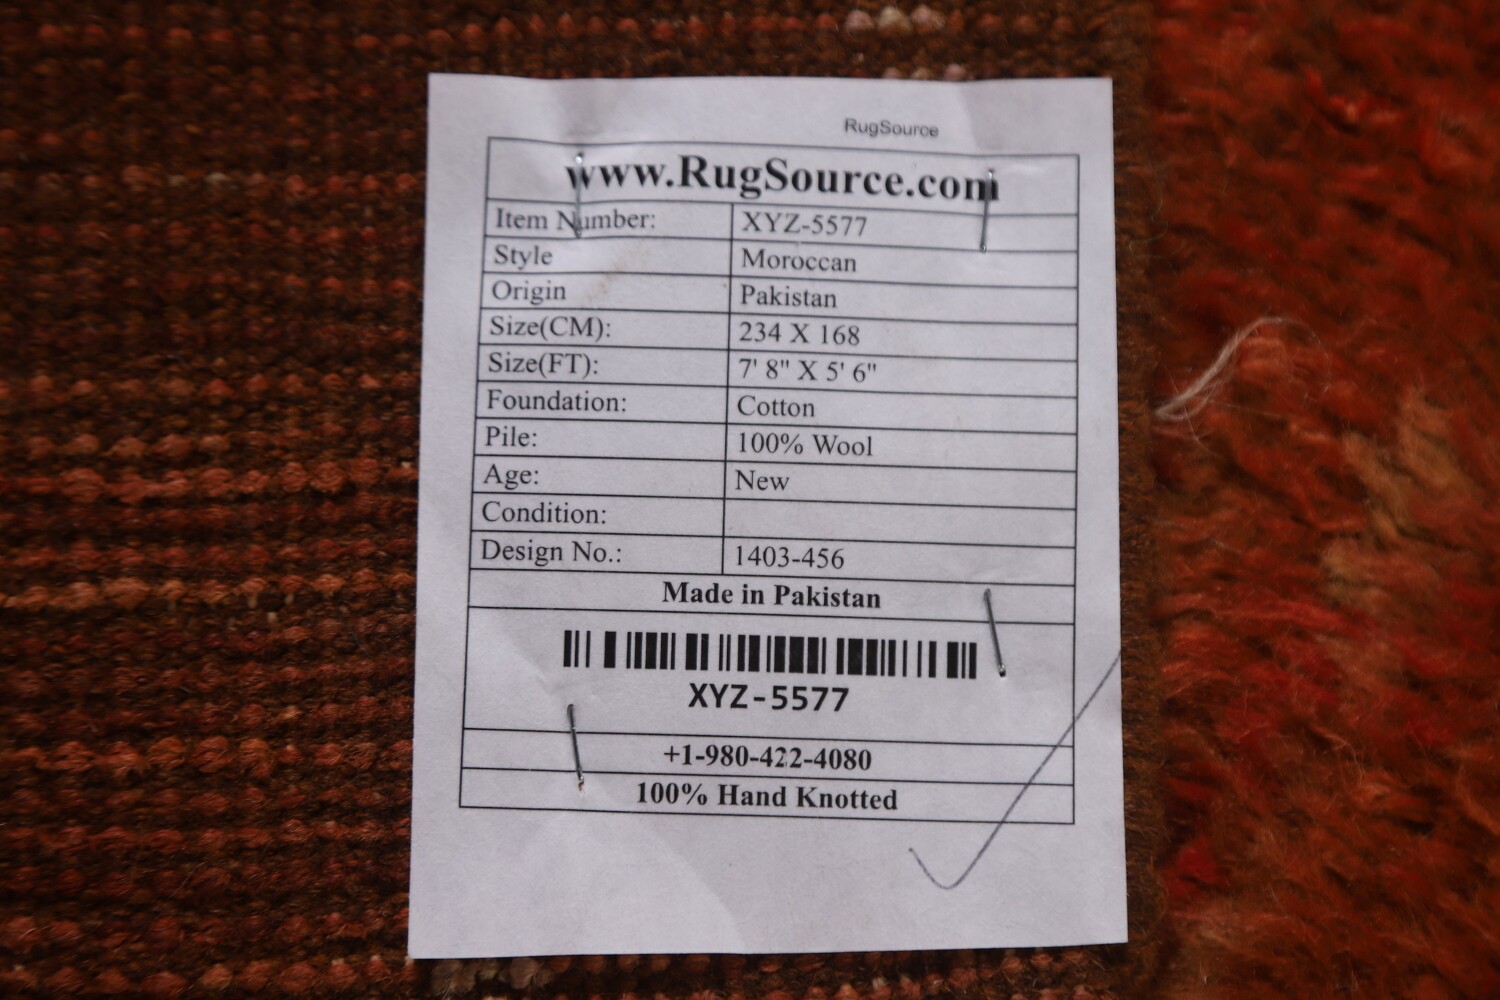 RugSource
www.RugSource.com
Item Number: XYZ-5577
Style Moroccan
Origin Pakistan
Size(CM): 234 X 168
Size(FT): 7' 8" X 5' 6"
Foundation: Cotton
Pile: 100% Wool
Age: New
Condition:
Design No.: 1403-456
Made in Pakistan
XYZ-5577
+1-980-422-4080
100% Hand Knotted